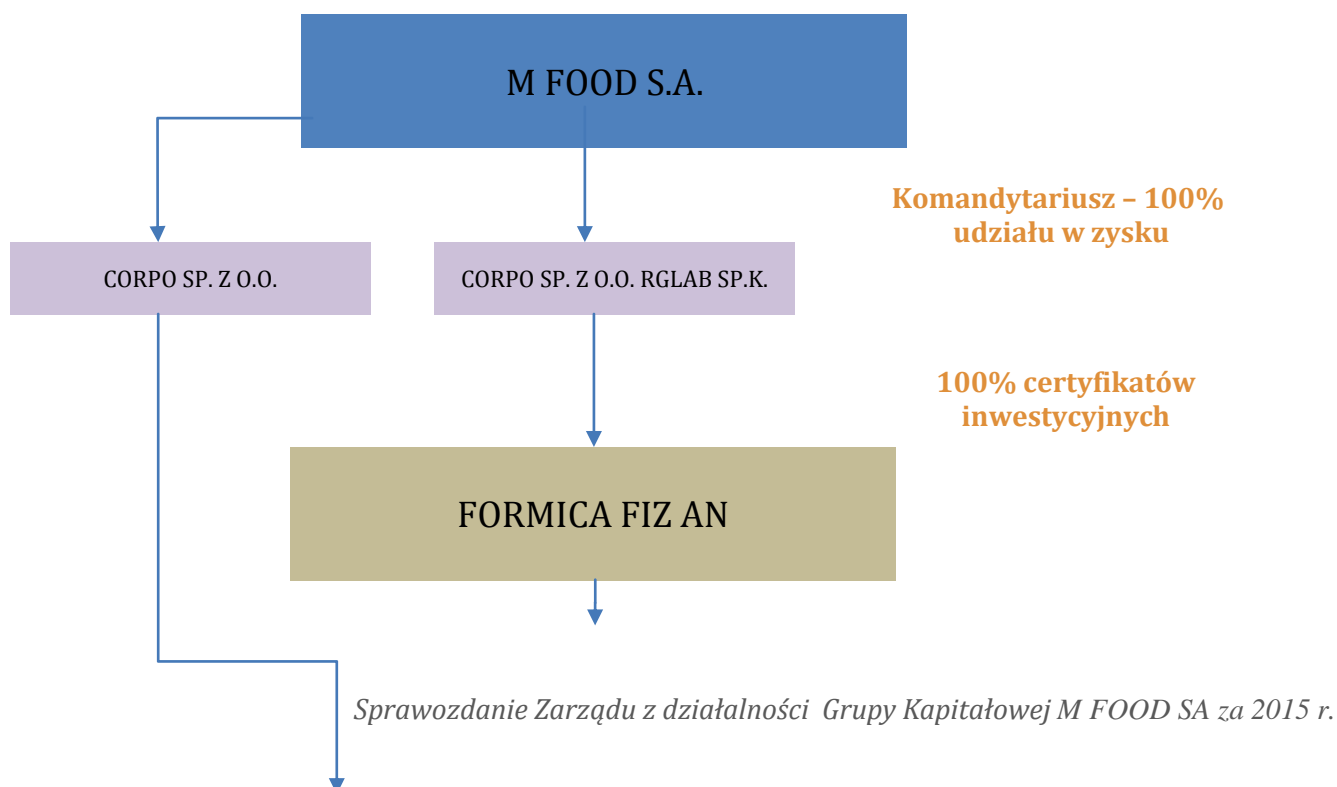 M FOOD S.A.
Komandytariusz – 100%
udziału w zysku
CORPO SP. Z O.O.
CORPO SP. Z O.O. RGLAB SP.K.
100% certyfikatów
inwestycyjnych
FORMICA FIZ AN
Sprawozdanie Zarządu z działalności Grupy Kapitałowej M FOOD SA za 2015 r.